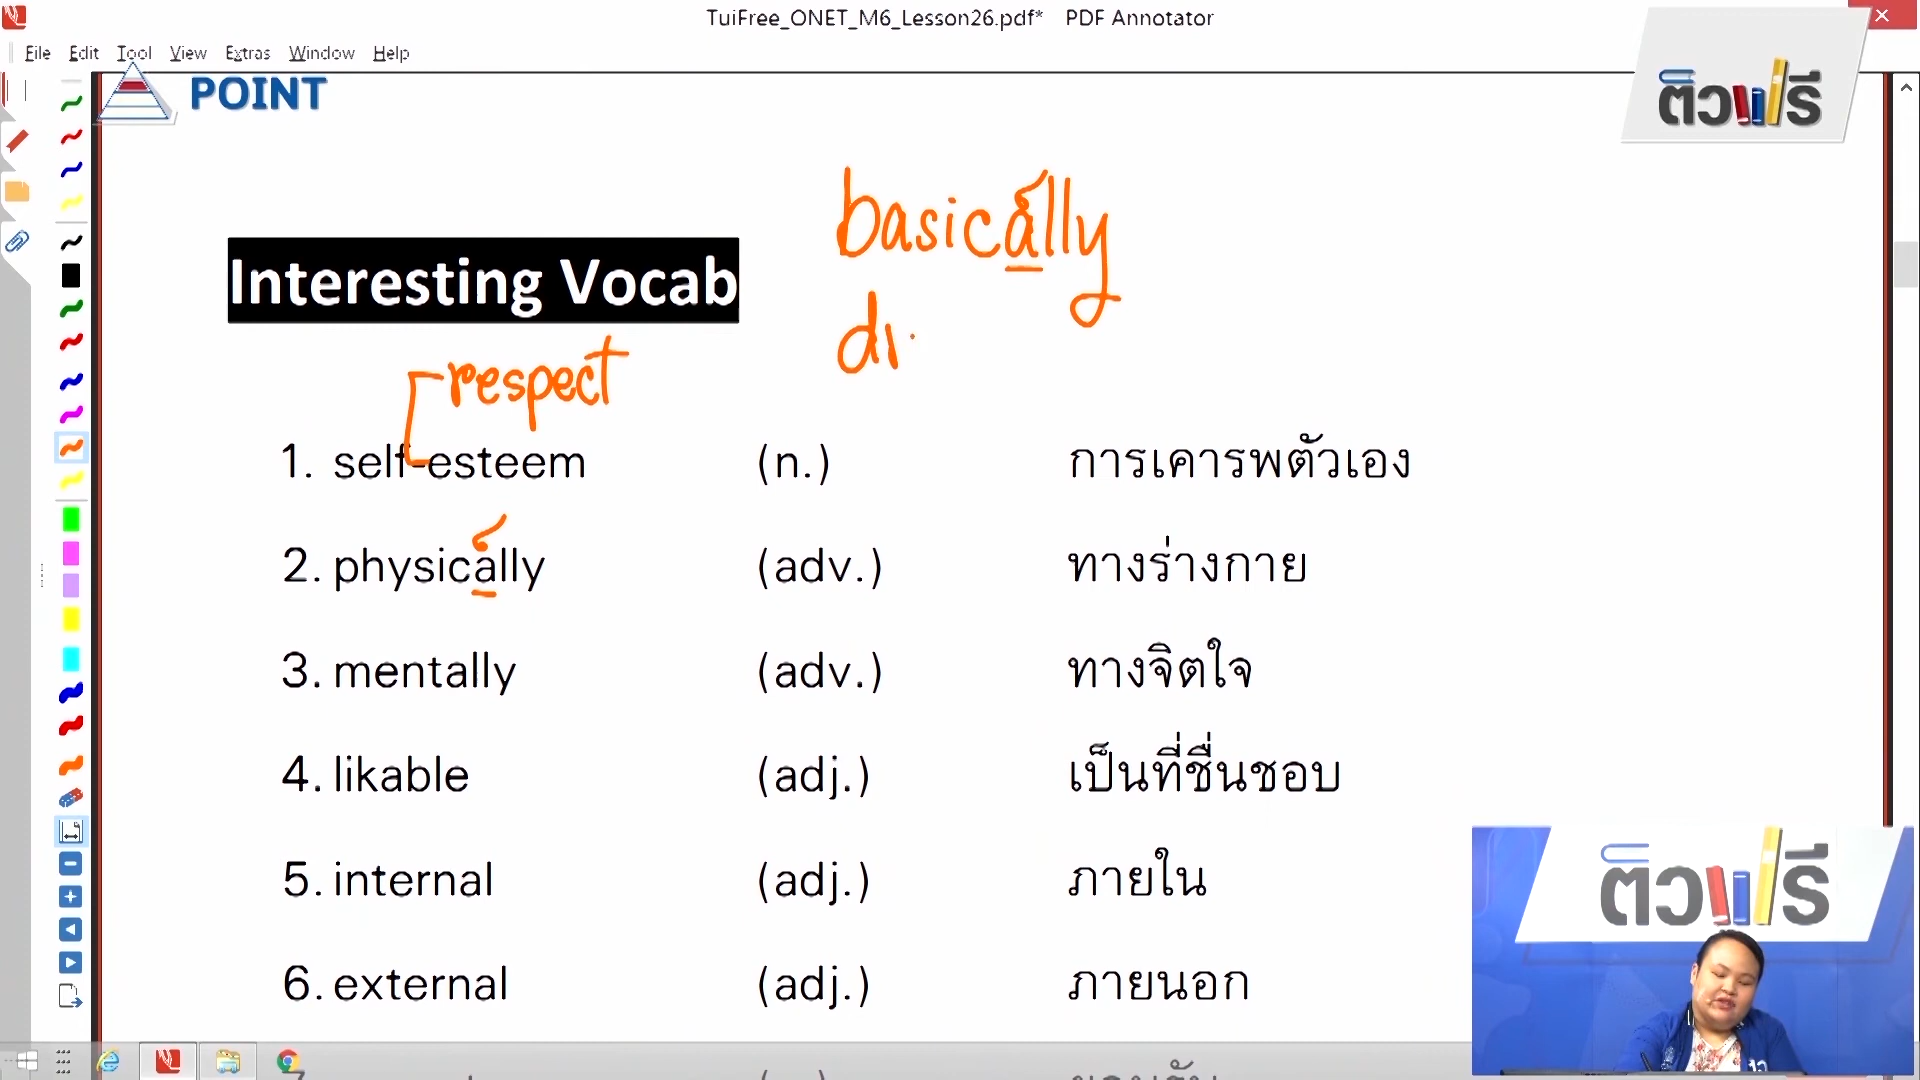 TuiFree_ONET_M6_Lesson26.pdf* PDF Annotator
File Edit Tool View Extras Window Help
POINT
ติวฟรี
basically
Interesting Vocab
di
respect
1. self-esteem (n.) การเคารพตัวเอง
2. physically (adv.) ทางร่างกาย
3. mentally (adv.) ทางจิตใจ
4. likable (adj.) เป็นที่ชื่นชอบ
5. internal (adj.) ภายใน
ติวฟรี
6. external (adj.) ภายนอก